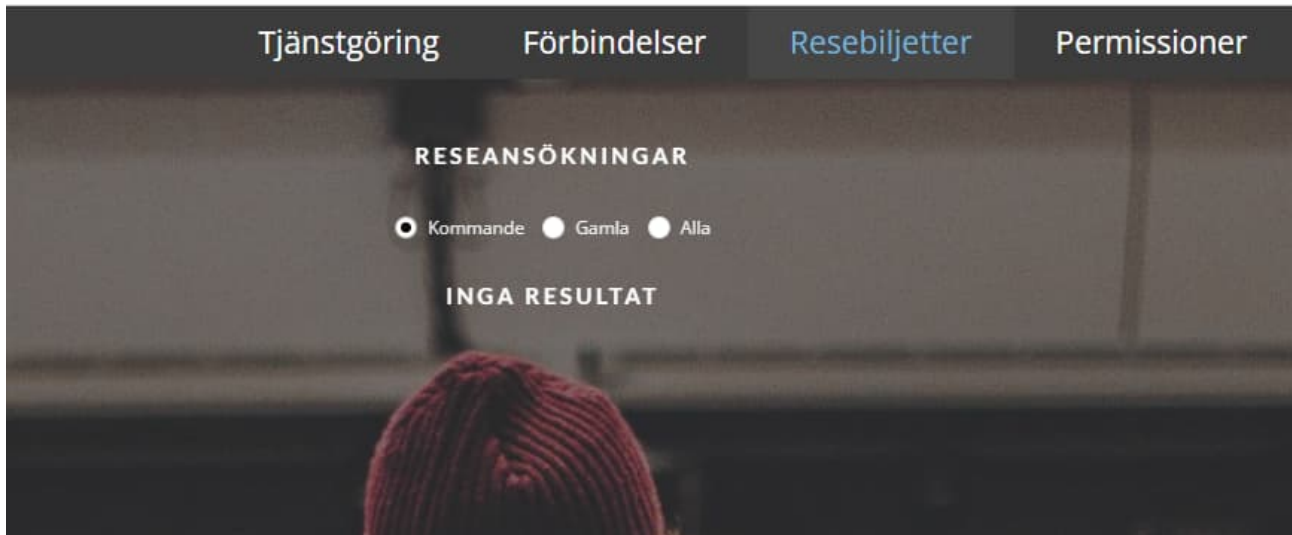 Tjänstgöring Förbindelser Resebiljetter Permissioner
RESEANSÖKNINGAR
Kommande Gamla Alla
INGA RESULTAT